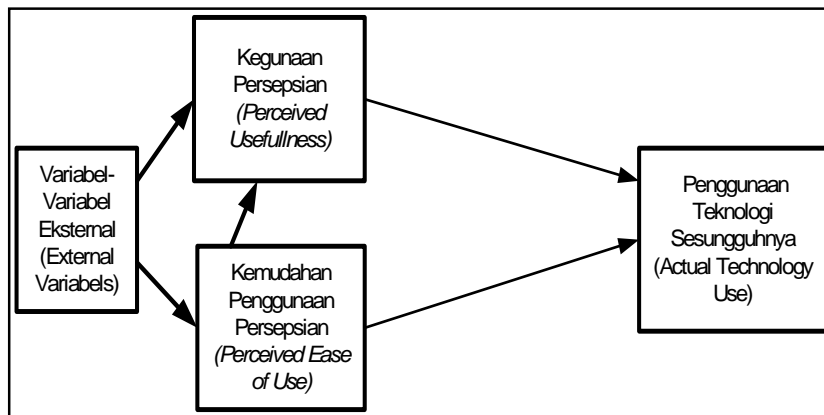 Kegunaan
Persepsian
(Perceived
Usefullness)
Variabel-
Variabel
Eksternal
(External
Variabels)
Kemudahan
Penggunaan
Persepsian
(Perceived Ease
of Use)
Penggunaan
Teknologi
Sesungguhnya
(Actual Technology
Use)